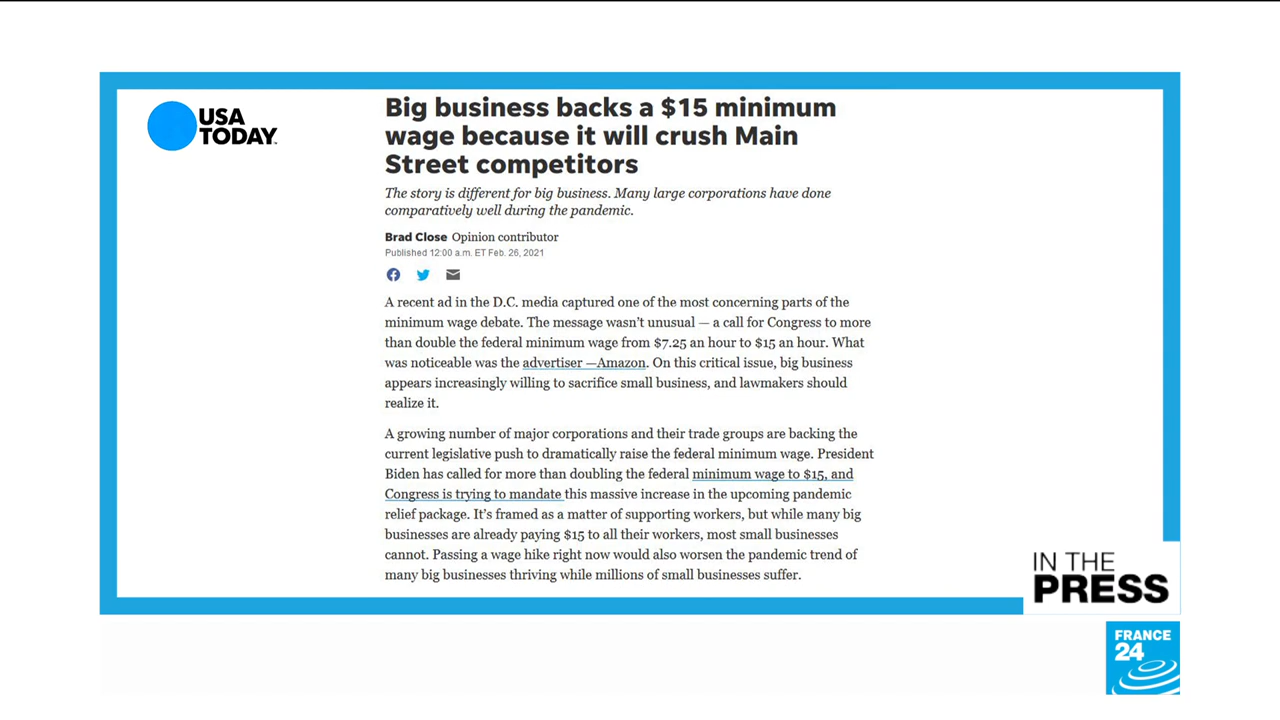 USA
TODAY
Big business backs a $15 minimum
wage because it will crush Main
Street competitors
The story is different for big business. Many large corporations have done
comparatively well during the pandemic.
Brad Close Opinion contributor
Published 12:00 a.m. ET Feb. 26, 2021
A recent ad in the D.C. media captured one of the most concerning parts of the
minimum wage debate. The message wasn't unusual — a call for Congress to more
than double the federal minimum wage from $7.25 an hour to $15 an hour. What
was noticeable was the advertiser —Amazon. On this critical issue, big business
appears increasingly willing to sacrifice small business, and lawmakers should
realize it.
A growing number of major corporations and their trade groups are backing the
current legislative push to dramatically raise the federal minimum wage. President
Biden has called for more than doubling the federal minimum wage to $15, and
Congress is trying to mandate this massive increase in the upcoming pandemic
relief package. It's framed as a matter of supporting workers, but while many big
businesses are already paying $15 to all their workers, most small businesses
cannot. Passing a wage hike right now would also worsen the pandemic trend of
many big businesses thriving while millions of small businesses suffer.
IN THE
PRESS
FRANCE
24